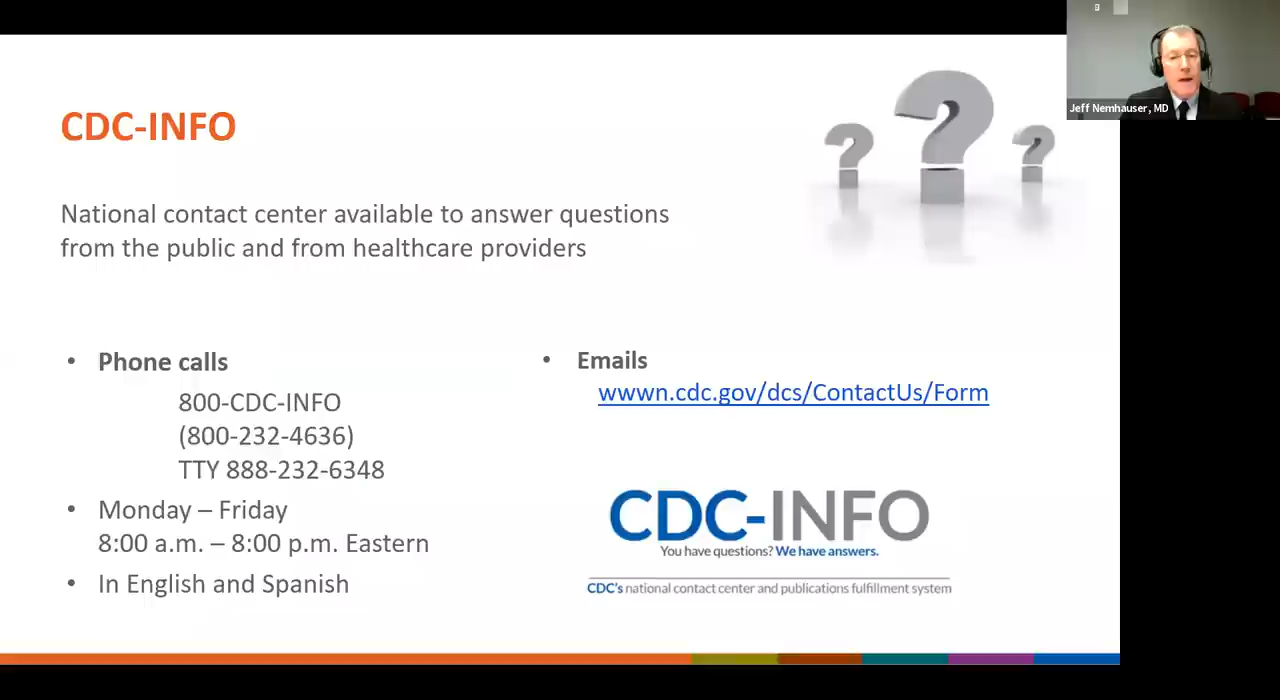 Jeff Nemhauser, MD
CDC-INFO
National contact center available to answer questions
from the public and from healthcare providers
• Phone calls
800-CDC-INFO
(800-232-4636)
TTY 888-232-6348
• Monday – Friday
8:00 a.m. – 8:00 p.m. Eastern
• In English and Spanish
• Emails
wwwn.cdc.gov/dcs/ContactUs/Form
CDC-INFO
You have questions? We have answers.
CDC's national contact center and publications fulfillment system